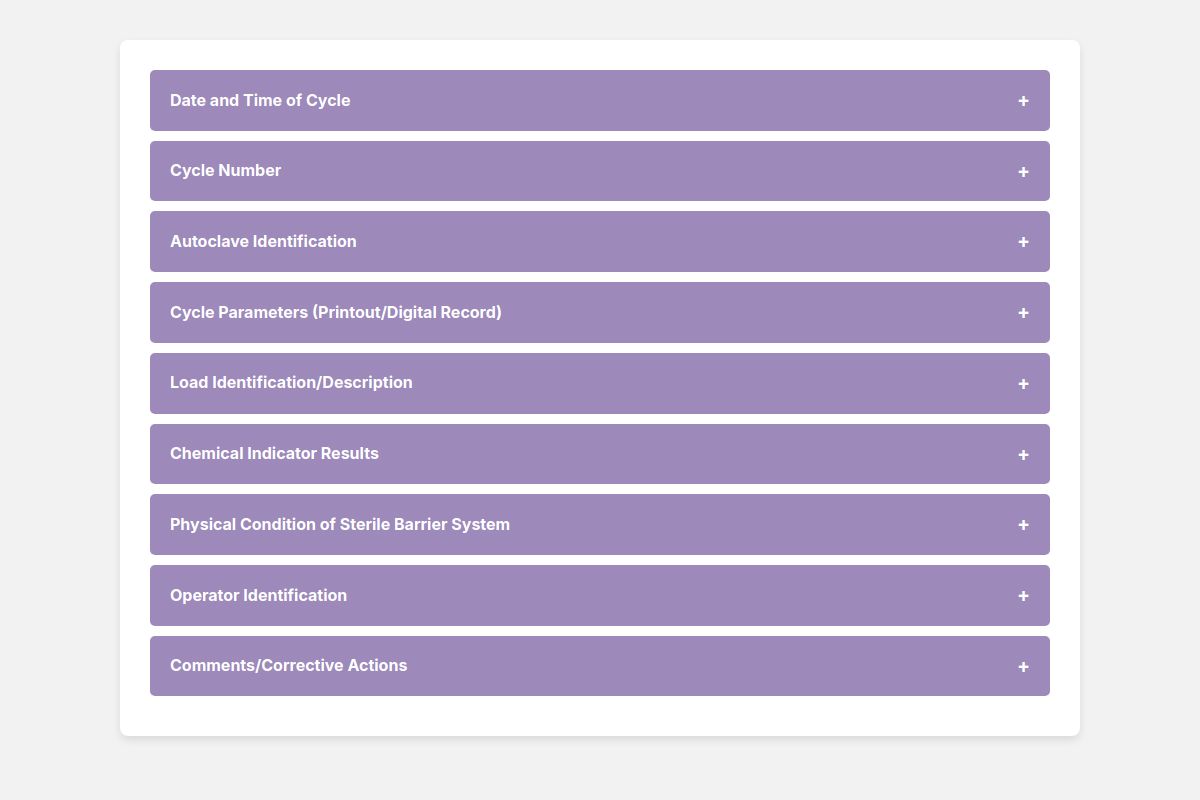 Date and Time of Cycle +
Cycle Number +
Autoclave Identification +
Cycle Parameters (Printout/Digital Record) +
Load Identification/Description +
Chemical Indicator Results +
Physical Condition of Sterile Barrier System +
Operator Identification +
Comments/Corrective Actions +